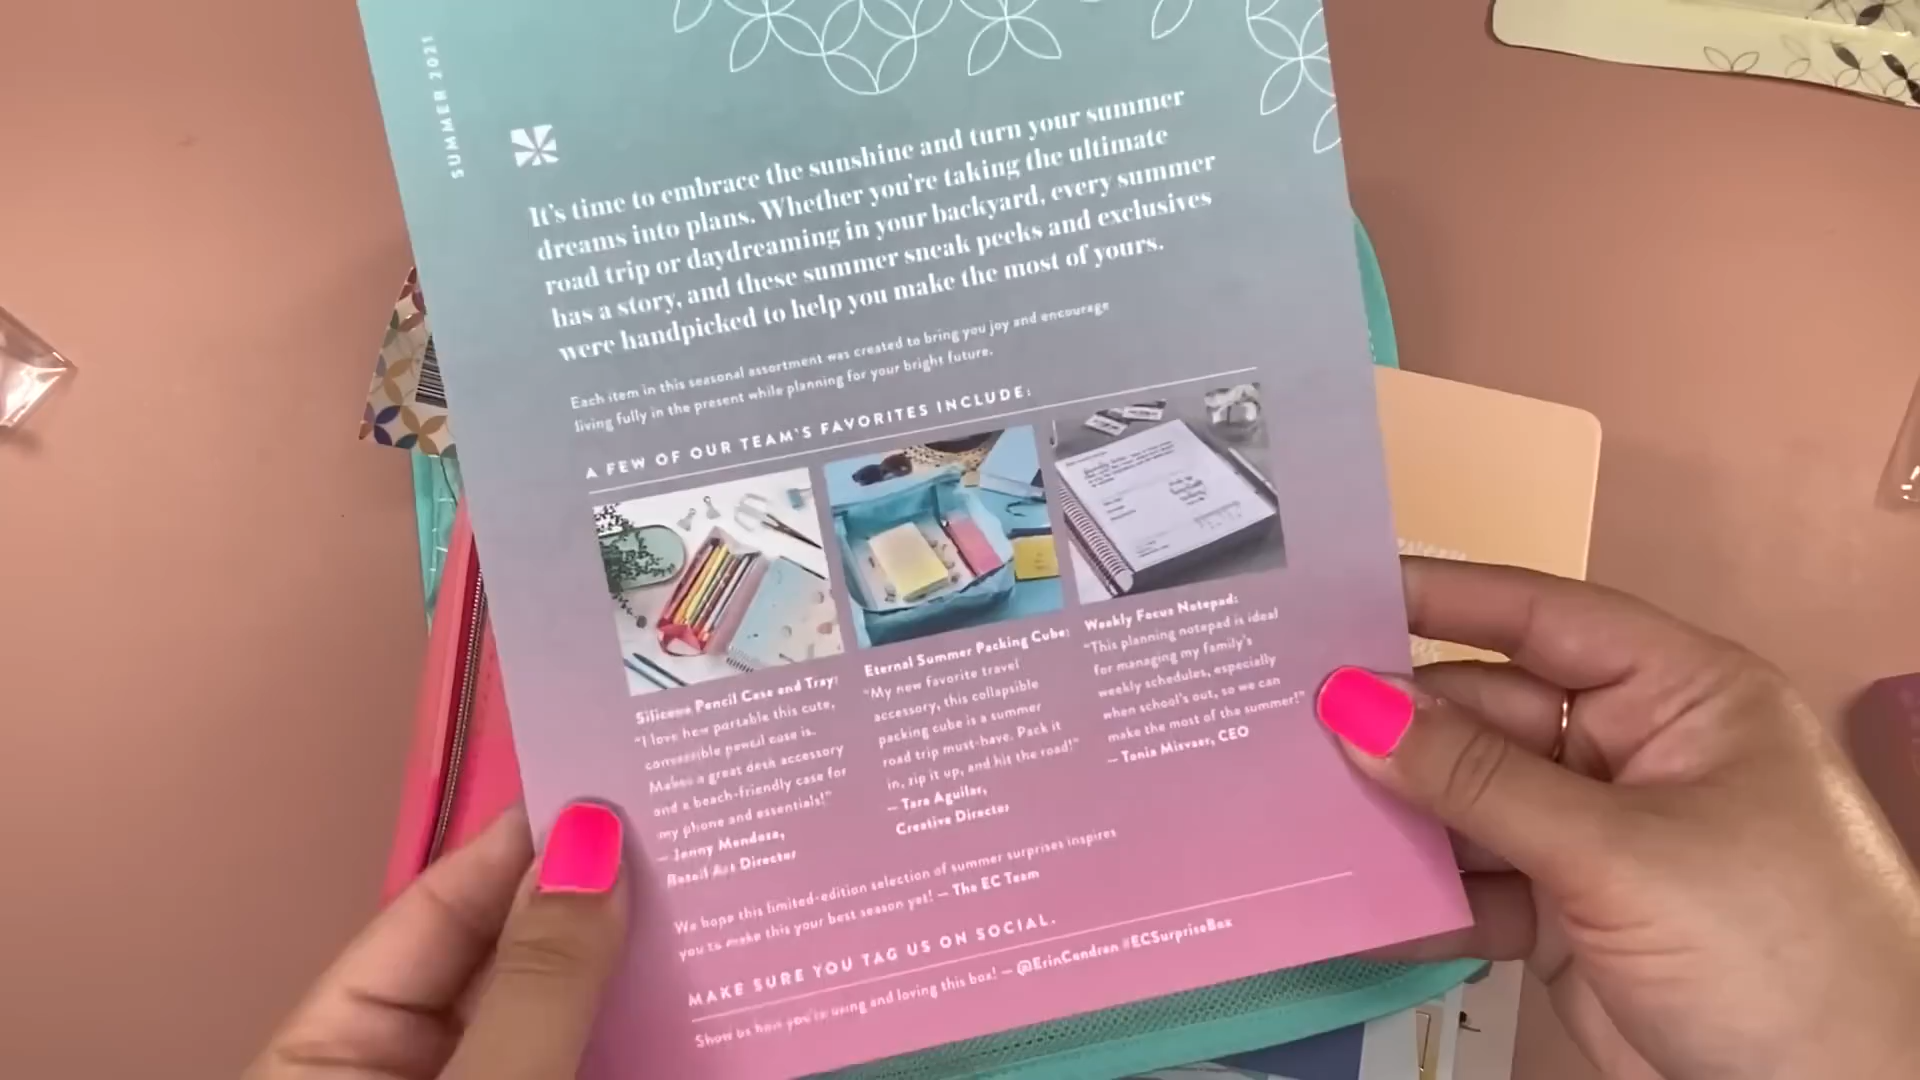 SUMMER 2021
It's time to embrace the sunshine and turn your summer
dreams into plans. Whether you're taking the ultimate
road trip or daydreaming in your backyard, every summer
has a story, and these summer sneak peeks and exclusives
were handpicked to help you make the most of yours.
Each item in this seasonal assortment was created to bring you joy and encourage
living fully in the present while planning for your bright future.
A FEW OF OUR TEAM'S FAVORITES INCLUDE:
Silicone Pencil Case and Tray:
"I love how portable this cute,
convertible pencil case is.
Makes a great desk accessory
and a beach-friendly case for
my phone and essentials!"
— Jenny Mendoza,
Retail Art Director
Eternal Summer Packing Cube:
"My new favorite travel
accessory, this collapsible
packing cube is a summer
road trip must-have. Pack it
in, zip it up, and hit the road!"
— Tara Aguilar,
Creative Director
Weekly Focus Notepad:
"This planning notepad is ideal
for managing my family's
weekly schedules, especially
when school's out, so we can
make the most of the summer!"
— Tonia Misvaer, CEO
We hope this limited-edition selection of summer surprises inspires
you to make this your best season yet! — The EC Team
MAKE SURE YOU TAG US ON SOCIAL.
Show us how you're using and loving this box! — @ErinCondren #ECSurpriseBox